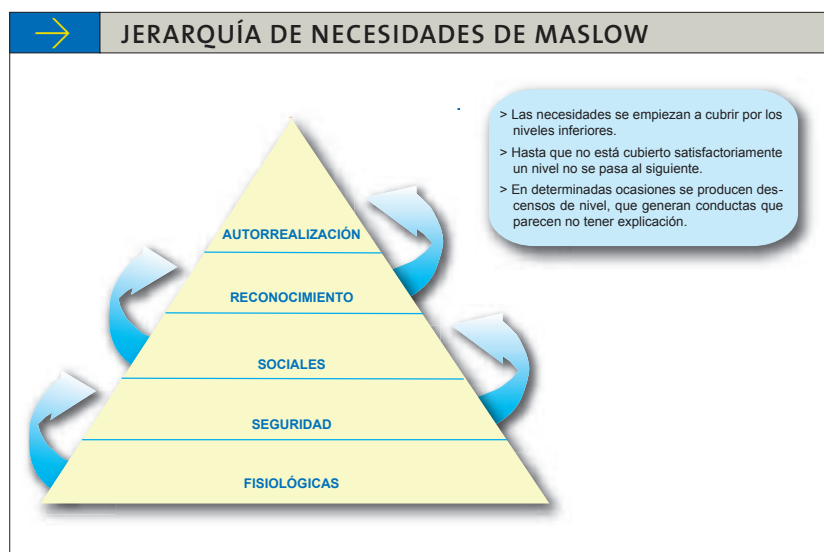 JERARQUÍA DE NECESIDADES DE MASLOW
> Las necesidades se empiezan a cubrir por los
niveles inferiores.
> Hasta que no está cubierto satisfactoriamente
un nivel no se pasa al siguiente.
> En determinadas ocasiones se producen des-
censos de nivel, que generan conductas que
parecen no tener explicación.
AUTORREALIZACIÓN
RECONOCIMIENTO
SOCIALES
SEGURIDAD
FISIOLÓGICAS